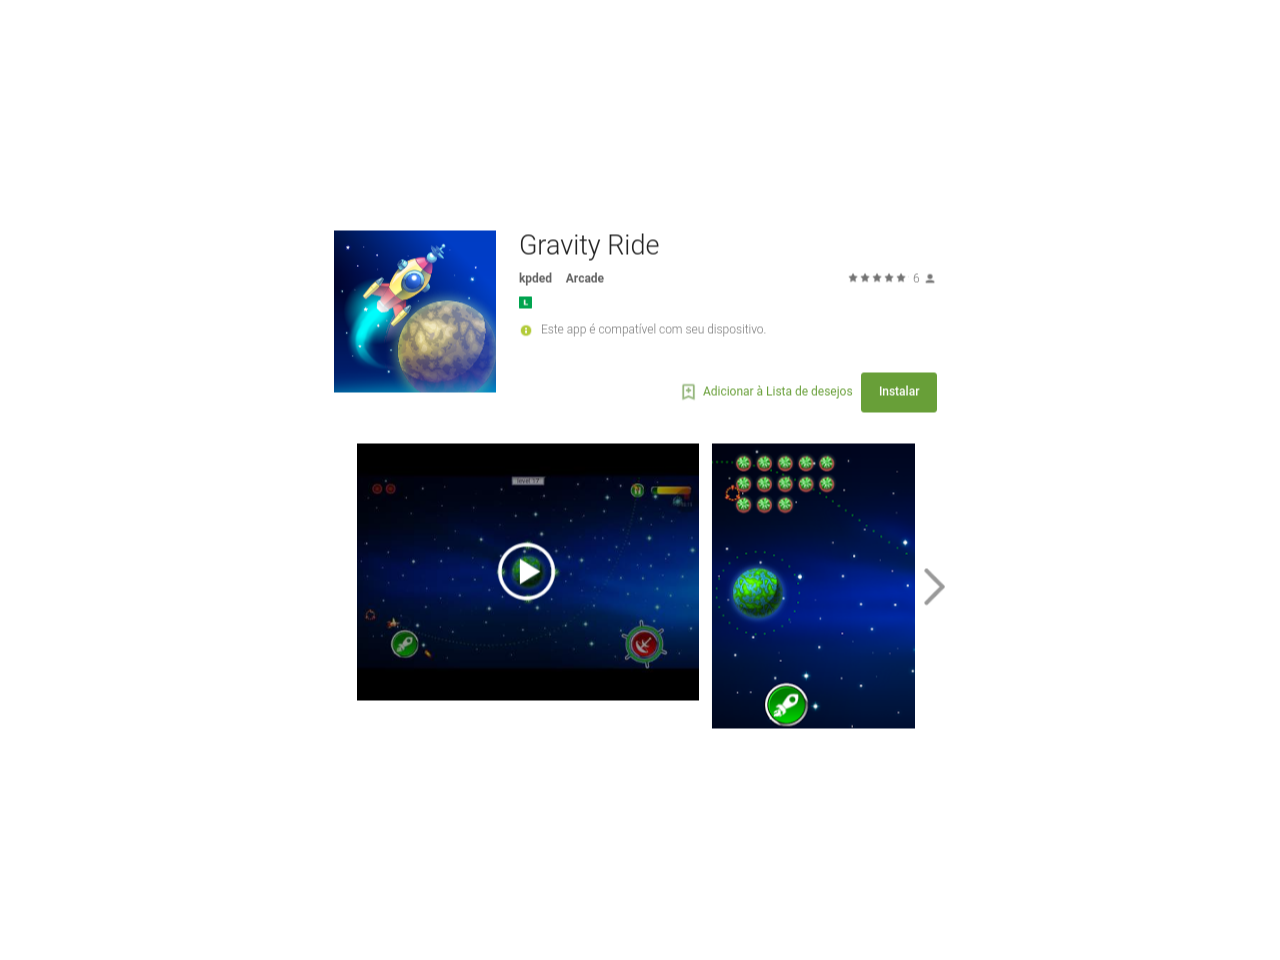 Gravity Ride
kpded Arcade
6
L
Este app é compatível com seu dispositivo.
Adicionar à Lista de desejos
Instalar
level 17